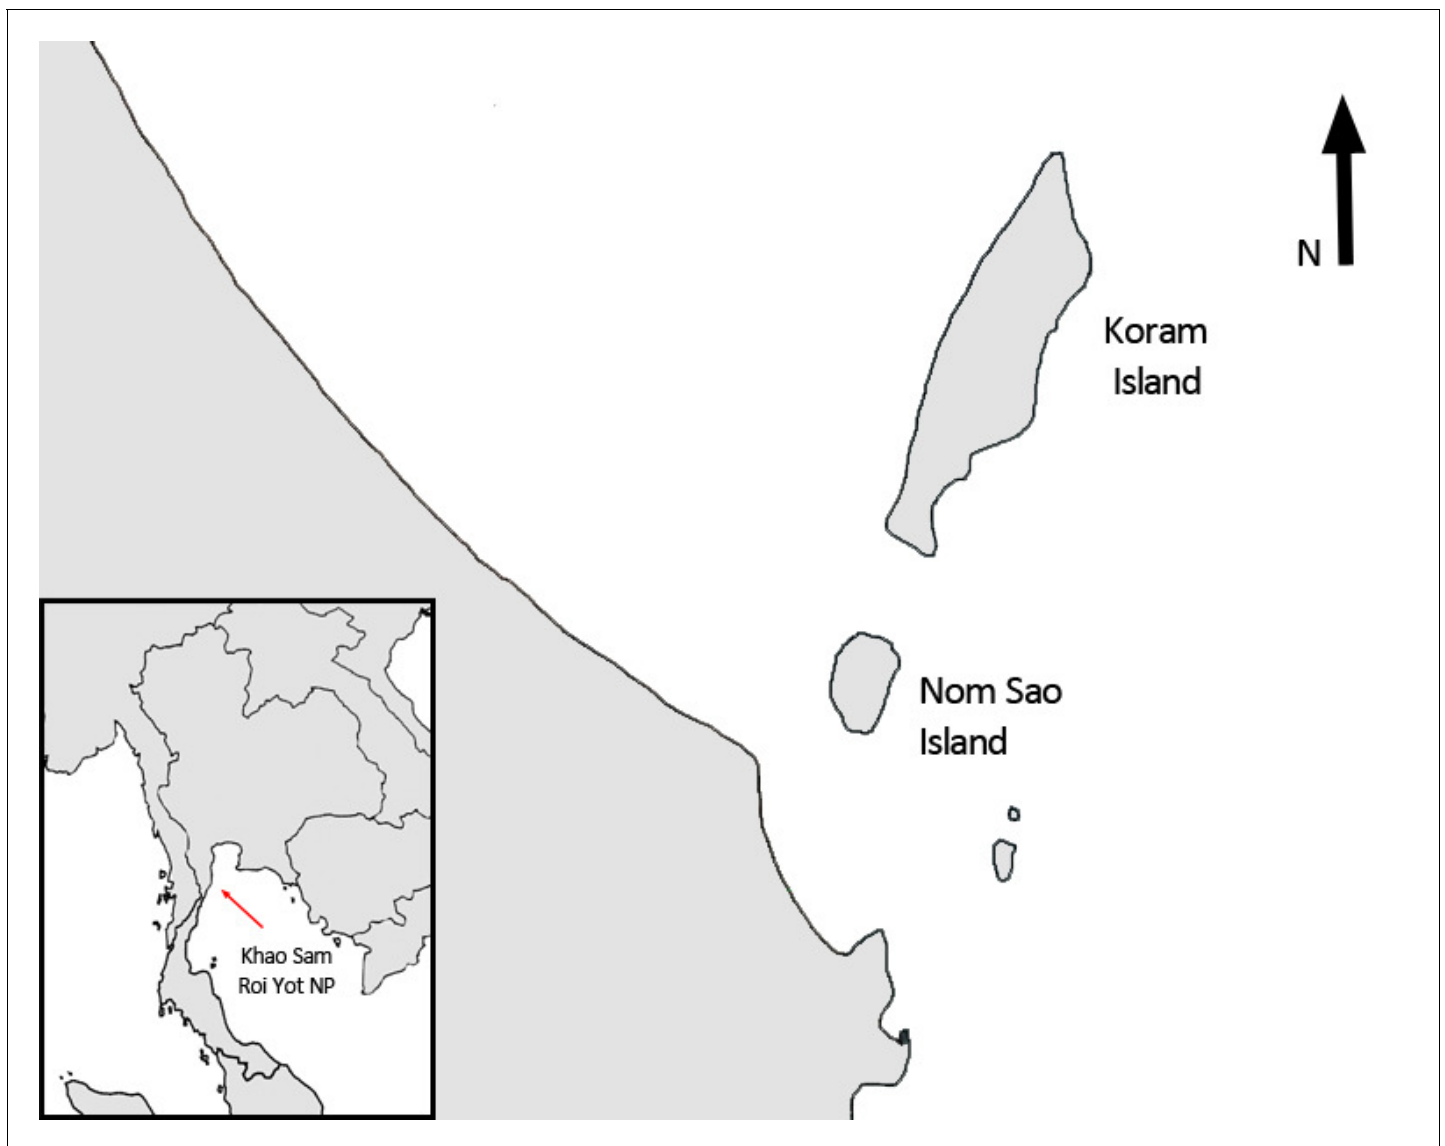 N
Koram
Island
Nom Sao
Island
Khao Sam
Roi Yot NP